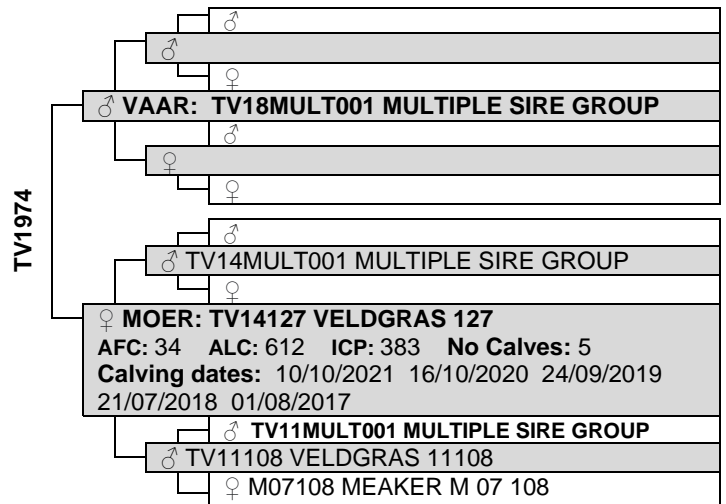 ♂
♂
♀
♂ VAAR: TV18MULT001 MULTIPLE SIRE GROUP
♂
♀
♀
TV1974
♂
♂ TV14MULT001 MULTIPLE SIRE GROUP
♀
♀ MOER: TV14127 VELDGRAS 127
AFC: 34 ALC: 612 ICP: 383 No Calves: 5
Calving dates: 10/10/2021 16/10/2020 24/09/2019
21/07/2018 01/08/2017
♂ TV11MULT001 MULTIPLE SIRE GROUP
♂ TV11108 VELDGRAS 11108
♀ M07108 MEAKER M 07 108